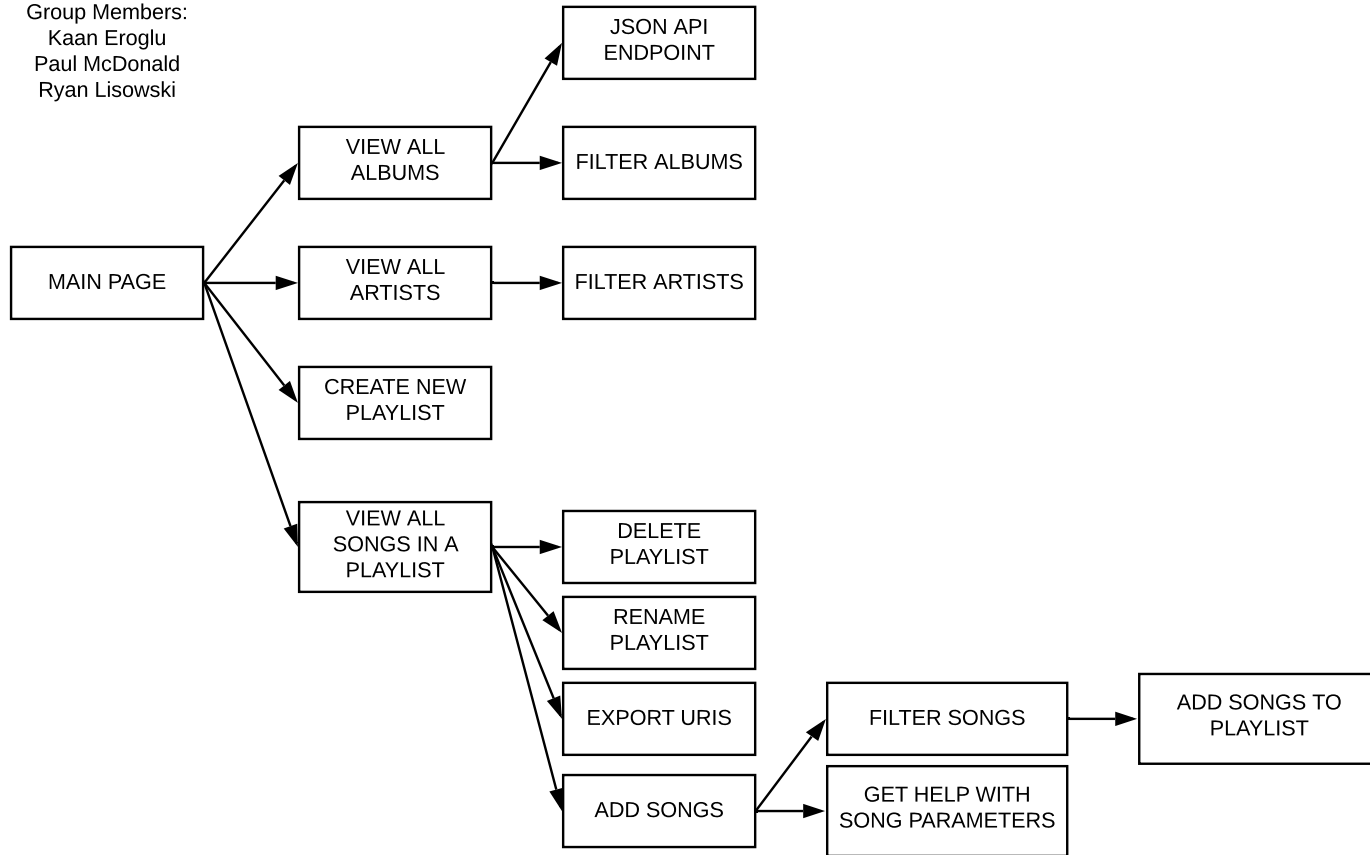 Group Members:
Kaan Eroglu
Paul McDonald
Ryan Lisowski
JSON API
ENDPOINT
VIEW ALL
ALBUMS
FILTER ALBUMS
MAIN PAGE
VIEW ALL
ARTISTS
FILTER ARTISTS
CREATE NEW
PLAYLIST
VIEW ALL
SONGS IN A
PLAYLIST
DELETE
PLAYLIST
RENAME
PLAYLIST
EXPORT URIS
FILTER SONGS
ADD SONGS TO
PLAYLIST
ADD SONGS
GET HELP WITH
SONG PARAMETERS